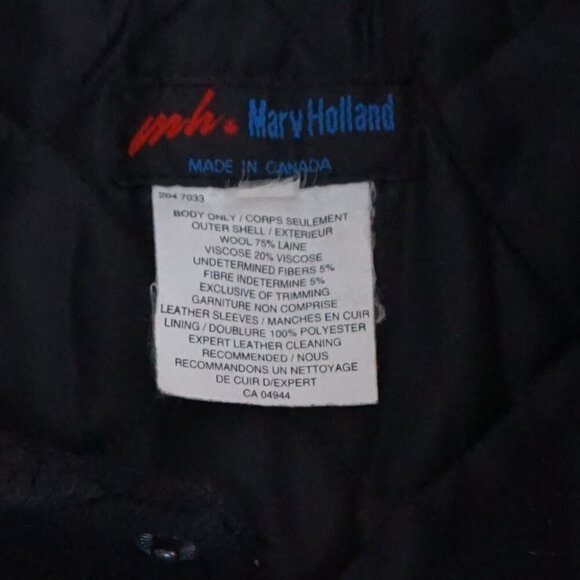 mh. Marv Holland
MADE IN CANADA
204 7033
BODY ONLY / CORPS SEULEMENT
OUTER SHELL / EXTERIEUR
WOOL 75% LAINE
VISCOSE 20% VISCOSE
UNDETERMINED FIBERS 5%
FIBRE INDETERMINE 5%
EXCLUSIVE OF TRIMMING
GARNITURE NON COMPRISE
LEATHER SLEEVES / MANCHES EN CUIR
LINING / DOUBLURE 100% POLYESTER
EXPERT LEATHER CLEANING
RECOMMENDED / NOUS
RECOMMANDONS UN NETTOYAGE
DE CUIR D/EXPERT
CA 04944